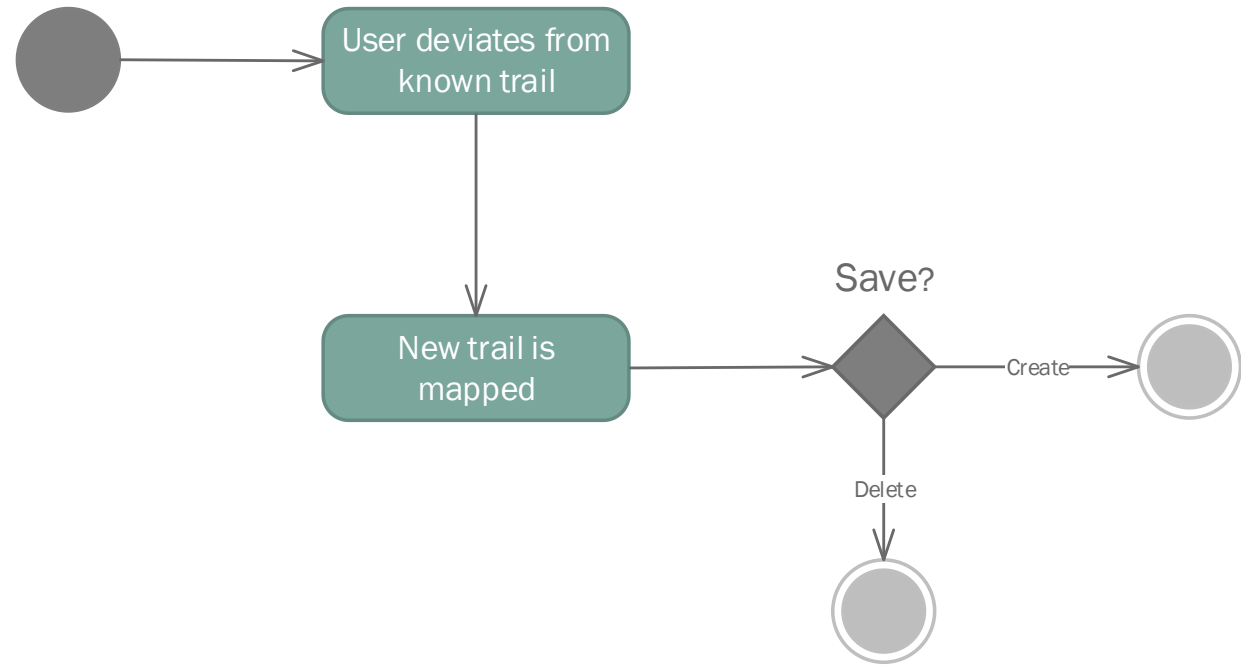 User deviates from
known trail
New trail is
mapped
Save?
Create
Delete